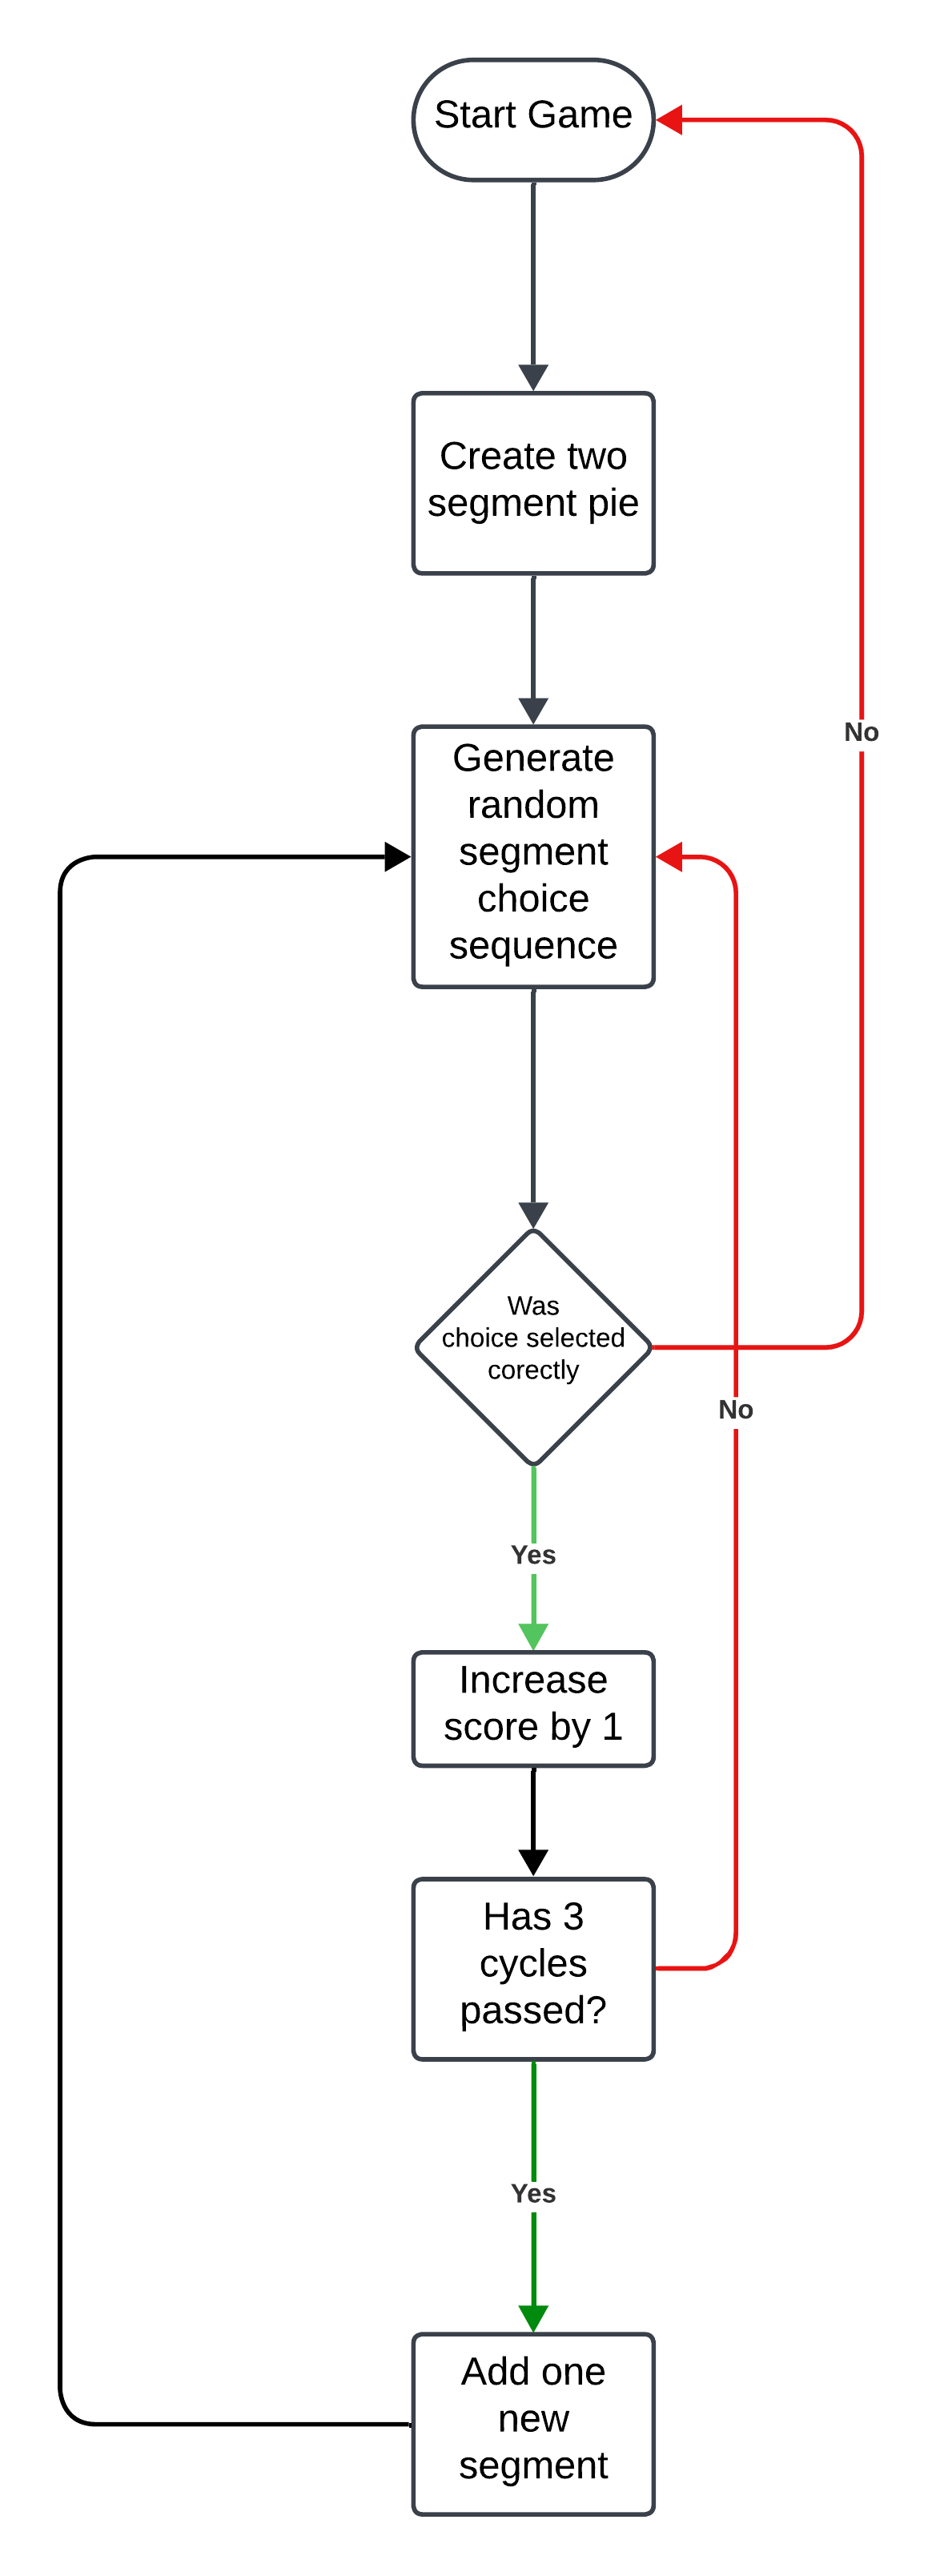 Start Game
Create two
segment pie
No
Generate
random
segment
choice
sequence
Was
choice selected
corectly
No
Yes
Increase
score by 1
Has 3
cycles
passed?
Yes
Add one
new
segment